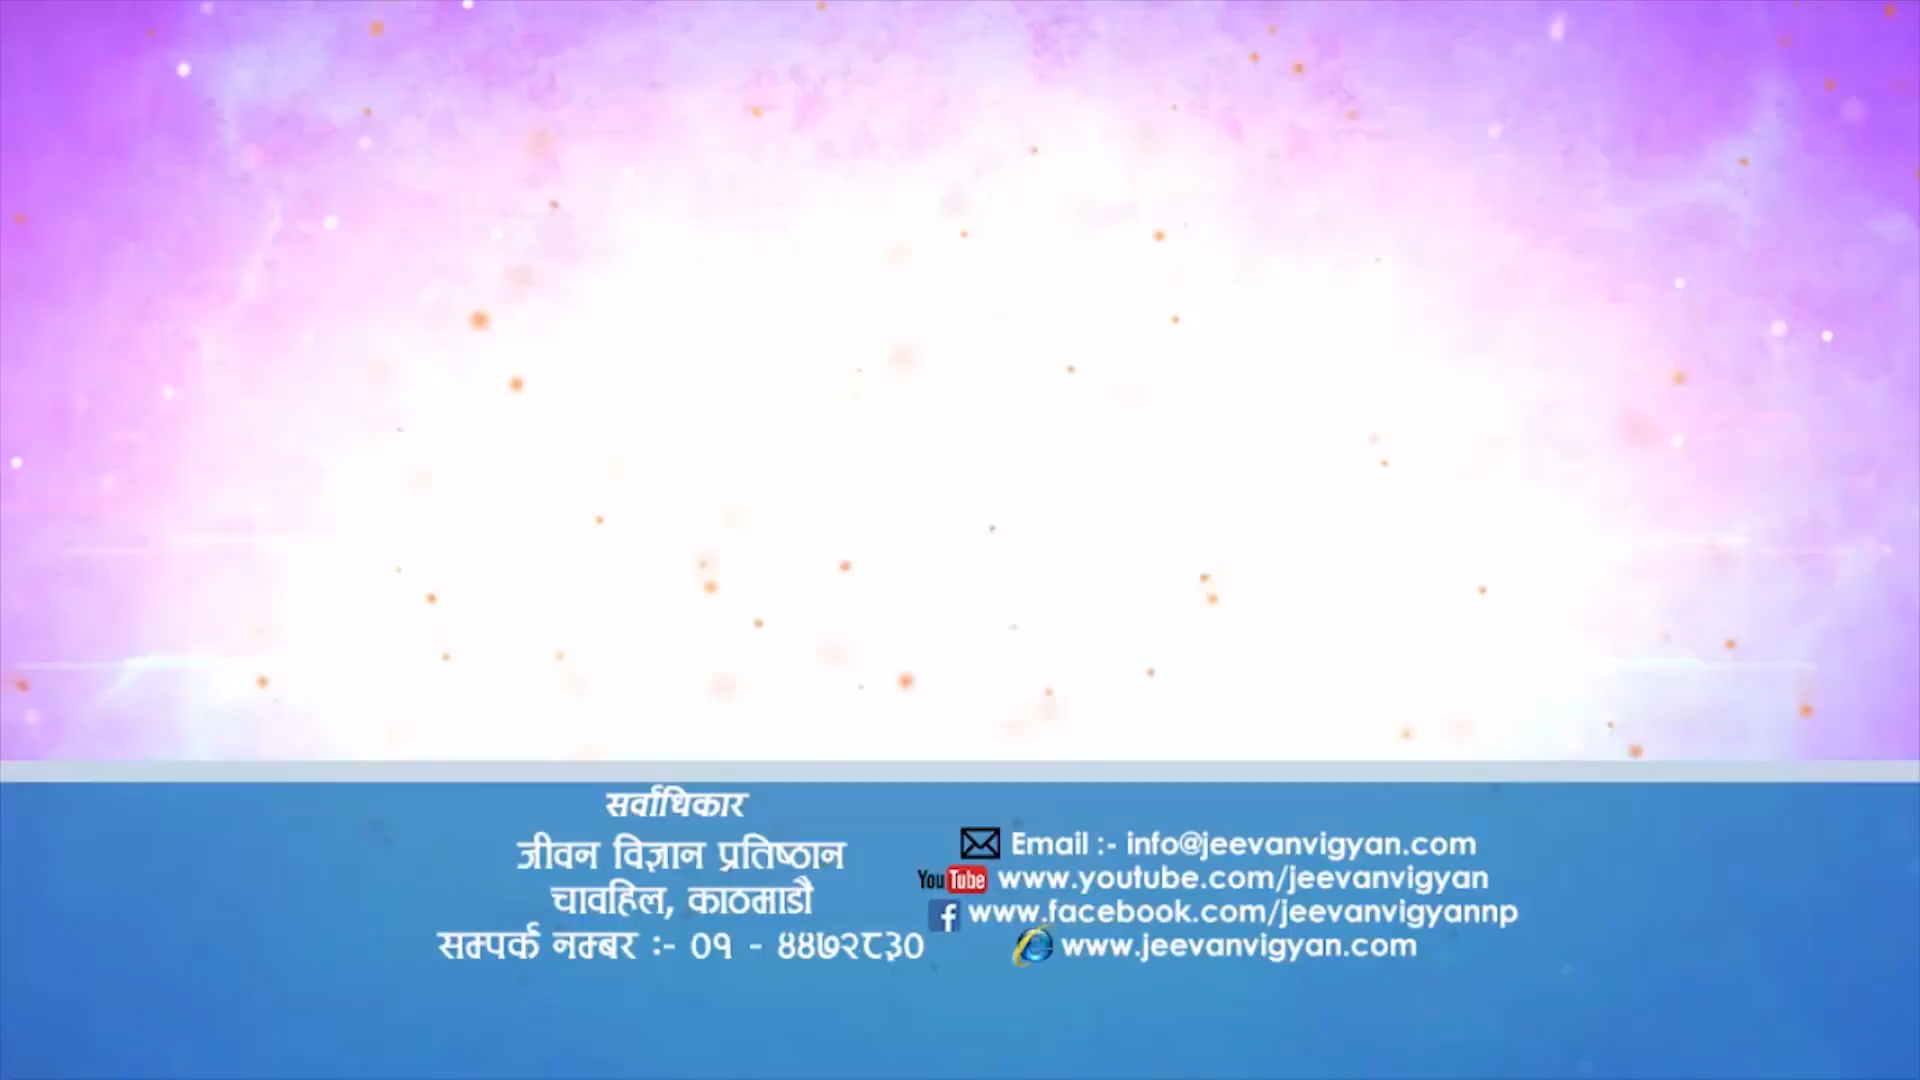 सर्वाधिकार
जीवन विज्ञान प्रतिष्ठान
चावहिल, काठमाडौ
सम्पर्क नम्बर :- ०१ - ४४७२८३०
Email :- info@jeevanvigyan.com
YouTube www.youtube.com/jeevanvigyan
f www.facebook.com/jeevanvigyannp
www.jeevanvigyan.com